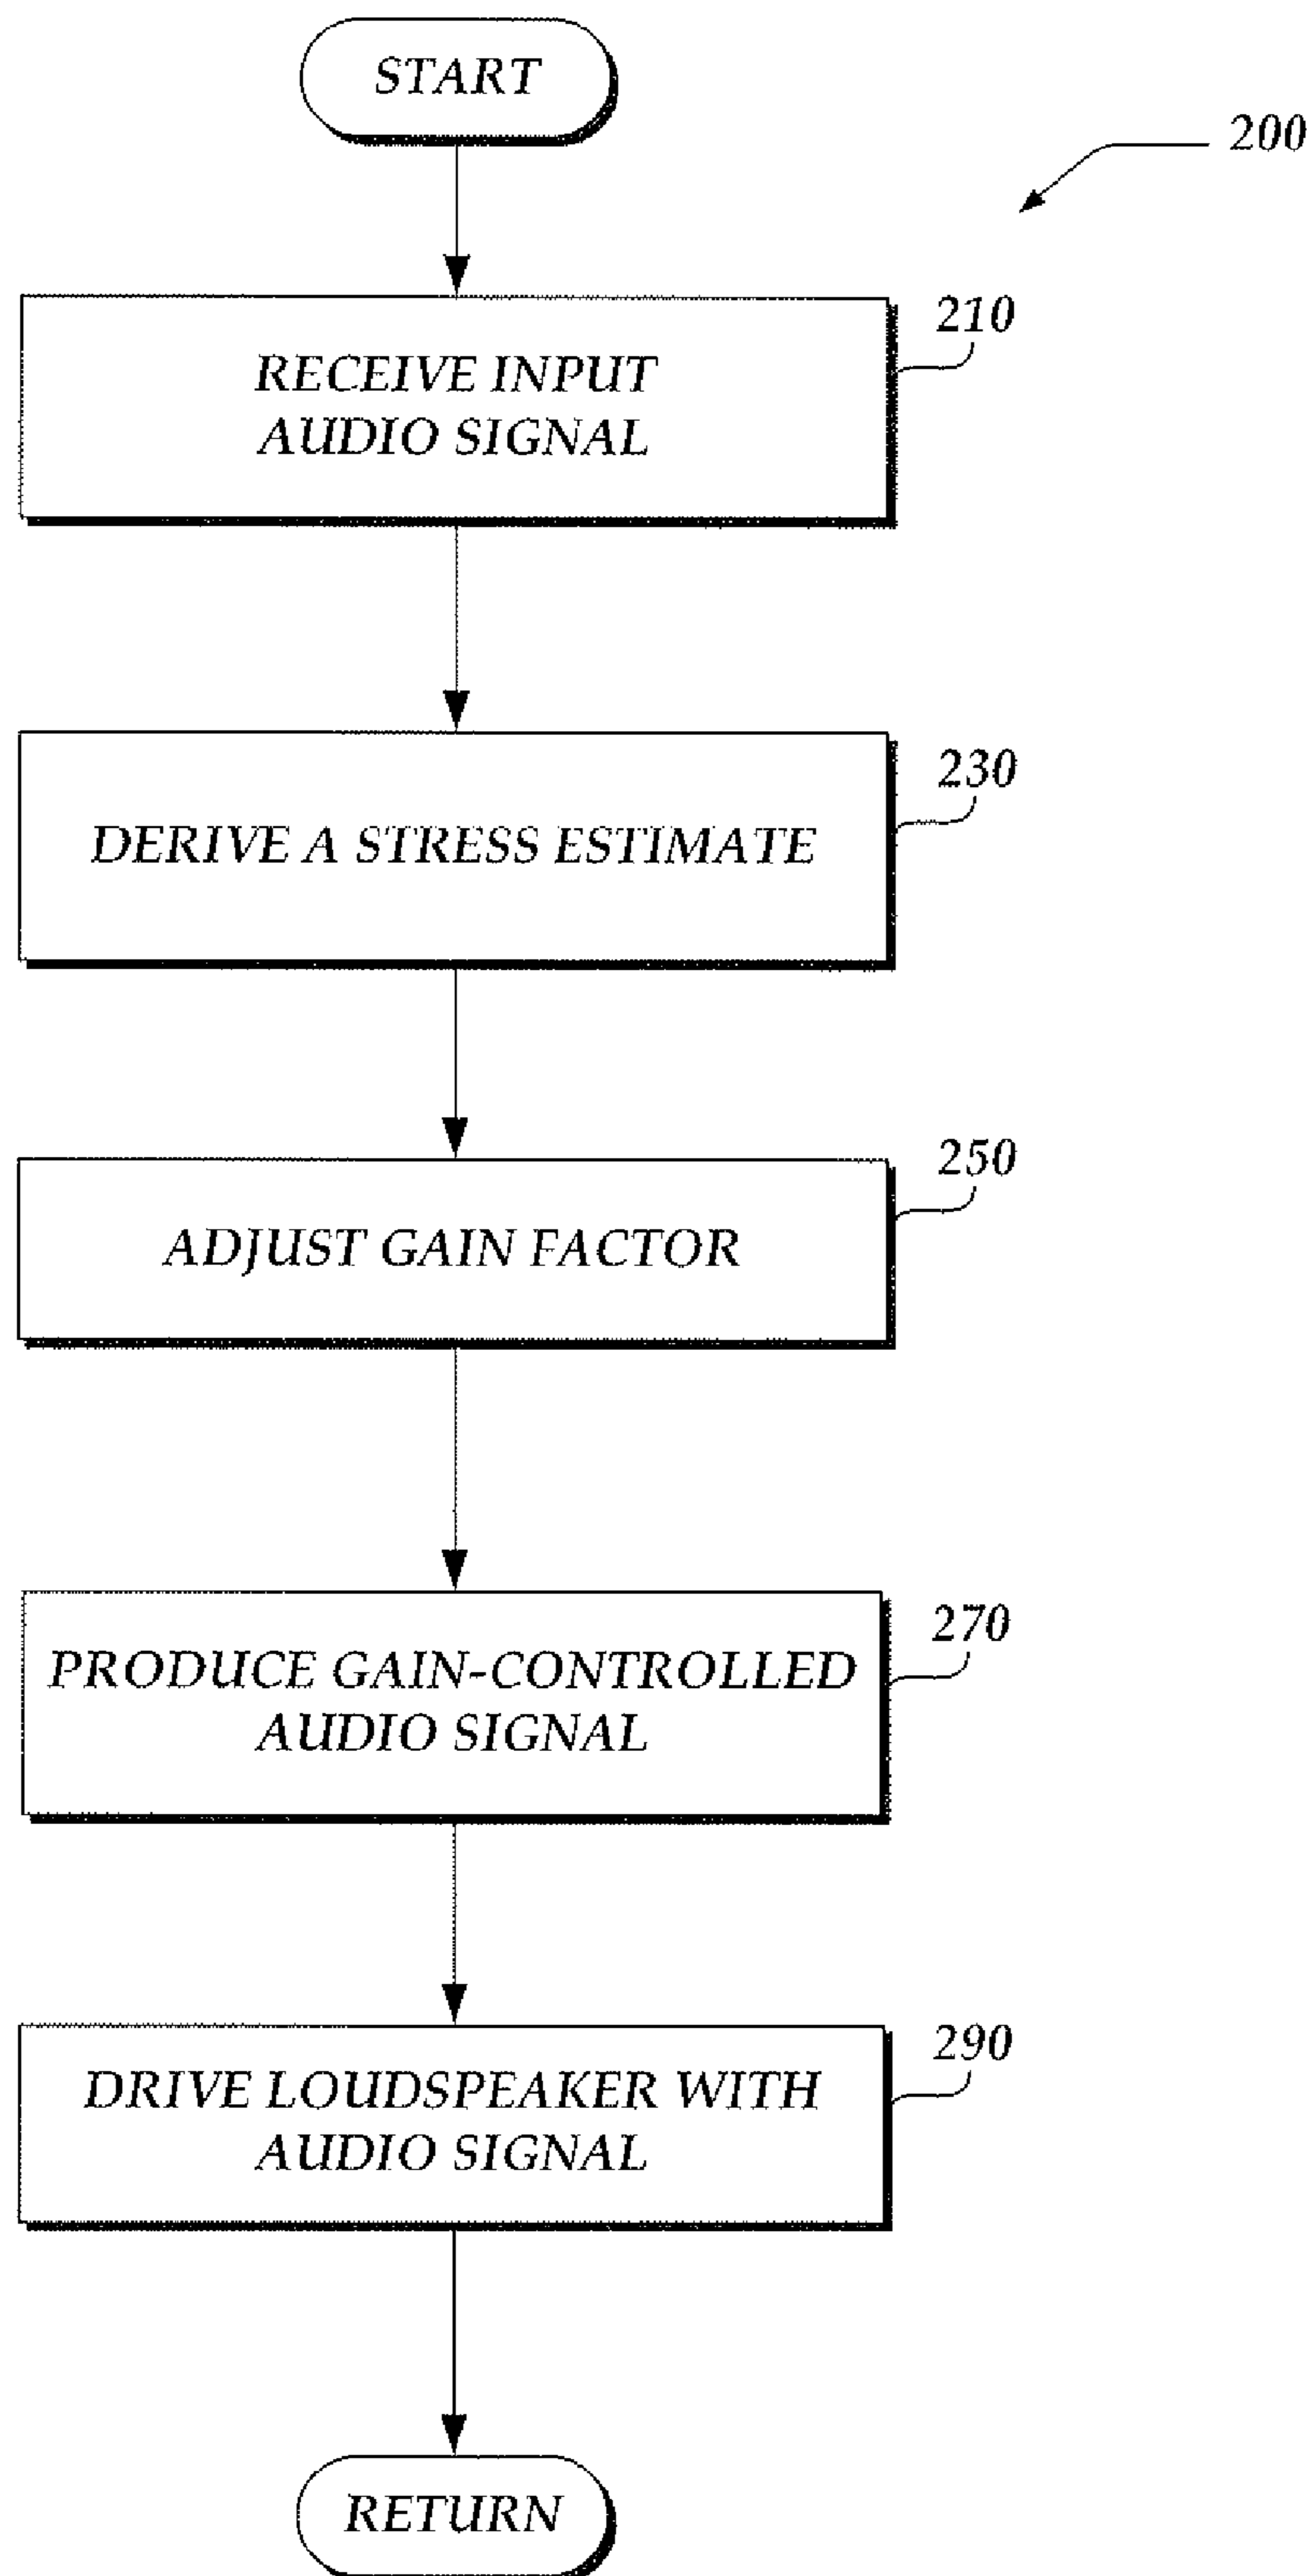 START
200
210
RECEIVE INPUT
AUDIO SIGNAL
230
DERIVE A STRESS ESTIMATE
250
ADJUST GAIN FACTOR
270
PRODUCE GAIN-CONTROLLED
AUDIO SIGNAL
290
DRIVE LOUDSPEAKER WITH
AUDIO SIGNAL
RETURN